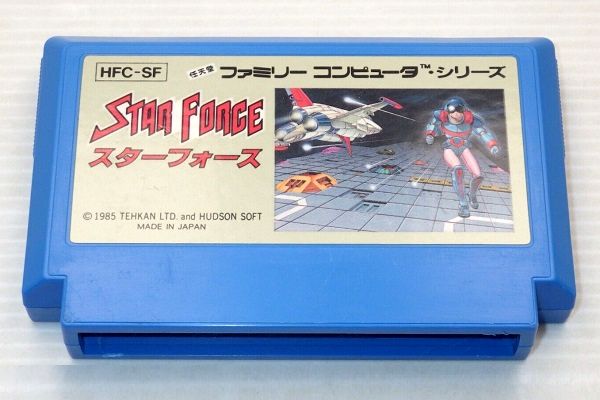 HFC-SF
任天堂 ファミリー コンピュータ™・シリーズ
STAR FORCE
スターフォース
© 1985 TEHKAN LTD. and HUDSON SOFT
MADE IN JAPAN